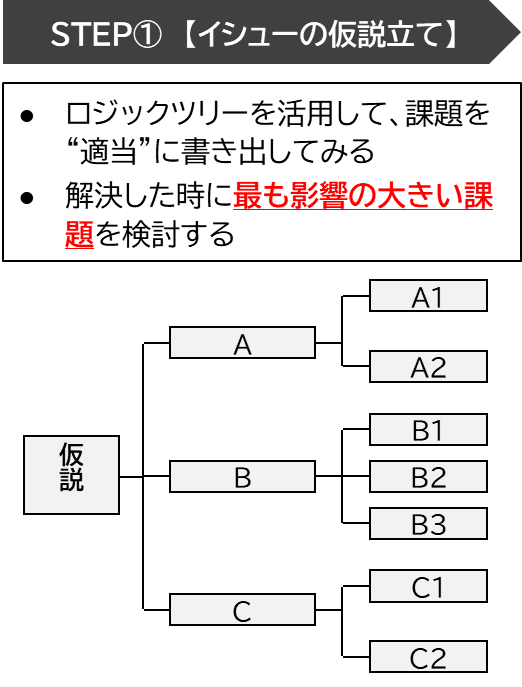 STEP① 【イシューの仮説立て】
● ロジックツリーを活用して、課題を
“適当”に書き出してみる
● 解決した時に最も影響の大きい課
題を検討する
仮説
A
A1
A2
B
B1
B2
B3
C
C1
C2